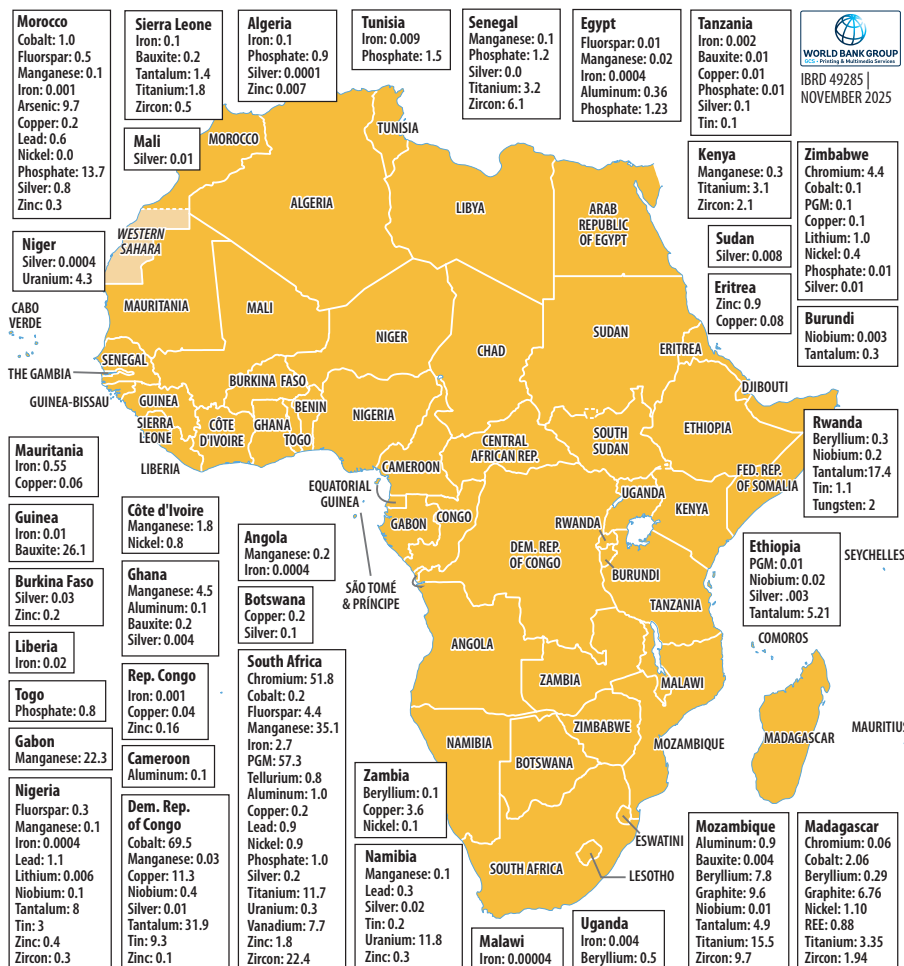 Morocco
Cobalt: 1.0
Fluorspar: 0.5
Manganese: 0.1
Iron: 0.001
Arsenic: 9.7
Copper: 0.2
Lead: 0.6
Nickel: 0.0
Phosphate: 13.7
Silver: 0.8
Zinc: 0.3
Sierra Leone
Iron: 0.1
Bauxite: 0.2
Tantalum: 1.4
Titanium:1.8
Zircon: 0.5
Algeria
Iron: 0.1
Phosphate: 0.9
Silver: 0.0001
Zinc: 0.007
Tunisia
Iron: 0.009
Phosphate: 1.5
Senegal
Manganese: 0.1
Phosphate: 1.2
Silver: 0.0
Titanium: 3.2
Zircon: 6.1
Egypt
Fluorspar: 0.01
Manganese: 0.02
Iron: 0.0004
Aluminum: 0.36
Phosphate: 1.23
Tanzania
Iron: 0.002
Bauxite: 0.01
Copper: 0.01
Phosphate: 0.01
Silver: 0.1
Tin: 0.1
WORLD BANK GROUP
GCS - Printing & Multimedia Services
IBRD 49285 |
NOVEMBER 2025
Mali
Silver: 0.01
Kenya
Manganese: 0.3
Titanium: 3.1
Zircon: 2.1
Zimbabwe
Chromium: 4.4
Cobalt: 0.1
PGM: 0.1
Copper: 0.1
Lithium: 1.0
Nickel: 0.4
Phosphate: 0.01
Silver: 0.01
Niger
Silver: 0.0004
Uranium: 4.3
Sudan
Silver: 0.008
Eritrea
Zinc: 0.9
Copper: 0.08
Burundi
Niobium: 0.003
Tantalum: 0.3
MOROCCO
TUNISIA
ALGERIA
LIBYA
ARAB
REPUBLIC
OF EGYPT
WESTERN
SAHARA
CABO
VERDE
MAURITANIA
MALI
NIGER
CHAD
SUDAN
ERITREA
SENEGAL
THE GAMBIA
GUINEA-BISSAU
GUINEA
SIERRA
LEONE
LIBERIA
BURKINA FASO
CÔTE
D'IVOIRE
GHANA
TOGO
BENIN
NIGERIA
DJIBOUTI
ETHIOPIA
SOUTH
SUDAN
CENTRAL
AFRICAN REP.
CAMEROON
EQUATORIAL
GUINEA
FED. REP.
OF SOMALIA
UGANDA
KENYA
GABON
CONGO
RWANDA
DEM. REP.
OF CONGO
BURUNDI
SÃO TOMÉ
& PRÍNCIPE
TANZANIA
SEYCHELLES
COMOROS
ANGOLA
ZAMBIA
MALAWI
ZIMBABWE
MOZAMBIQUE
MADAGASCAR
MAURITIUS
NAMIBIA
BOTSWANA
ESWATINI
LESOTHO
SOUTH AFRICA
Rwanda
Beryllium: 0.3
Niobium: 0.2
Tantalum:17.4
Tin: 1.1
Tungsten: 2
Mauritania
Iron: 0.55
Copper: 0.06
Guinea
Iron: 0.01
Bauxite: 26.1
Burkina Faso
Silver: 0.03
Zinc: 0.2
Liberia
Iron: 0.02
Togo
Phosphate: 0.8
Gabon
Manganese: 22.3
Nigeria
Fluorspar: 0.3
Manganese: 0.1
Iron: 0.0004
Lead: 1.1
Lithium: 0.006
Niobium: 0.1
Tantalum: 8
Tin: 3
Zinc: 0.4
Zircon: 0.3
Côte d'Ivoire
Manganese: 1.8
Nickel: 0.8
Ghana
Manganese: 4.5
Aluminum: 0.1
Bauxite: 0.2
Silver: 0.004
Rep. Congo
Iron: 0.001
Copper: 0.04
Zinc: 0.16
Cameroon
Aluminum: 0.1
Dem. Rep.
of Congo
Cobalt: 69.5
Manganese: 0.03
Copper: 11.3
Niobium: 0.4
Silver: 0.01
Tantalum: 31.9
Tin: 9.3
Zinc: 0.1
Angola
Manganese: 0.2
Iron: 0.0004
Botswana
Copper: 0.2
Silver: 0.1
South Africa
Chromium: 51.8
Cobalt: 0.2
Fluorspar: 4.4
Manganese: 35.1
Iron: 2.7
PGM: 57.3
Tellurium: 0.8
Aluminum: 1.0
Copper: 0.2
Lead: 0.9
Nickel: 0.9
Phosphate: 1.0
Silver: 0.2
Titanium: 11.7
Uranium: 0.3
Vanadium: 7.7
Zinc: 1.8
Zircon: 22.4
Ethiopia
PGM: 0.01
Niobium: 0.02
Silver: .003
Tantalum: 5.21
Zambia
Beryllium: 0.1
Copper: 3.6
Nickel: 0.1
Namibia
Manganese: 0.1
Lead: 0.3
Silver: 0.02
Tin: 0.2
Uranium: 11.8
Zinc: 0.3
Malawi
Iron: 0.00004
Uganda
Iron: 0.004
Beryllium: 0.5
Mozambique
Aluminum: 0.9
Bauxite: 0.004
Beryllium: 7.8
Graphite: 9.6
Niobium: 0.01
Tantalum: 4.9
Titanium: 15.5
Zircon: 9.7
Madagascar
Chromium: 0.06
Cobalt: 2.06
Beryllium: 0.29
Graphite: 6.76
Nickel: 1.10
REE: 0.88
Titanium: 3.35
Zircon: 1.94